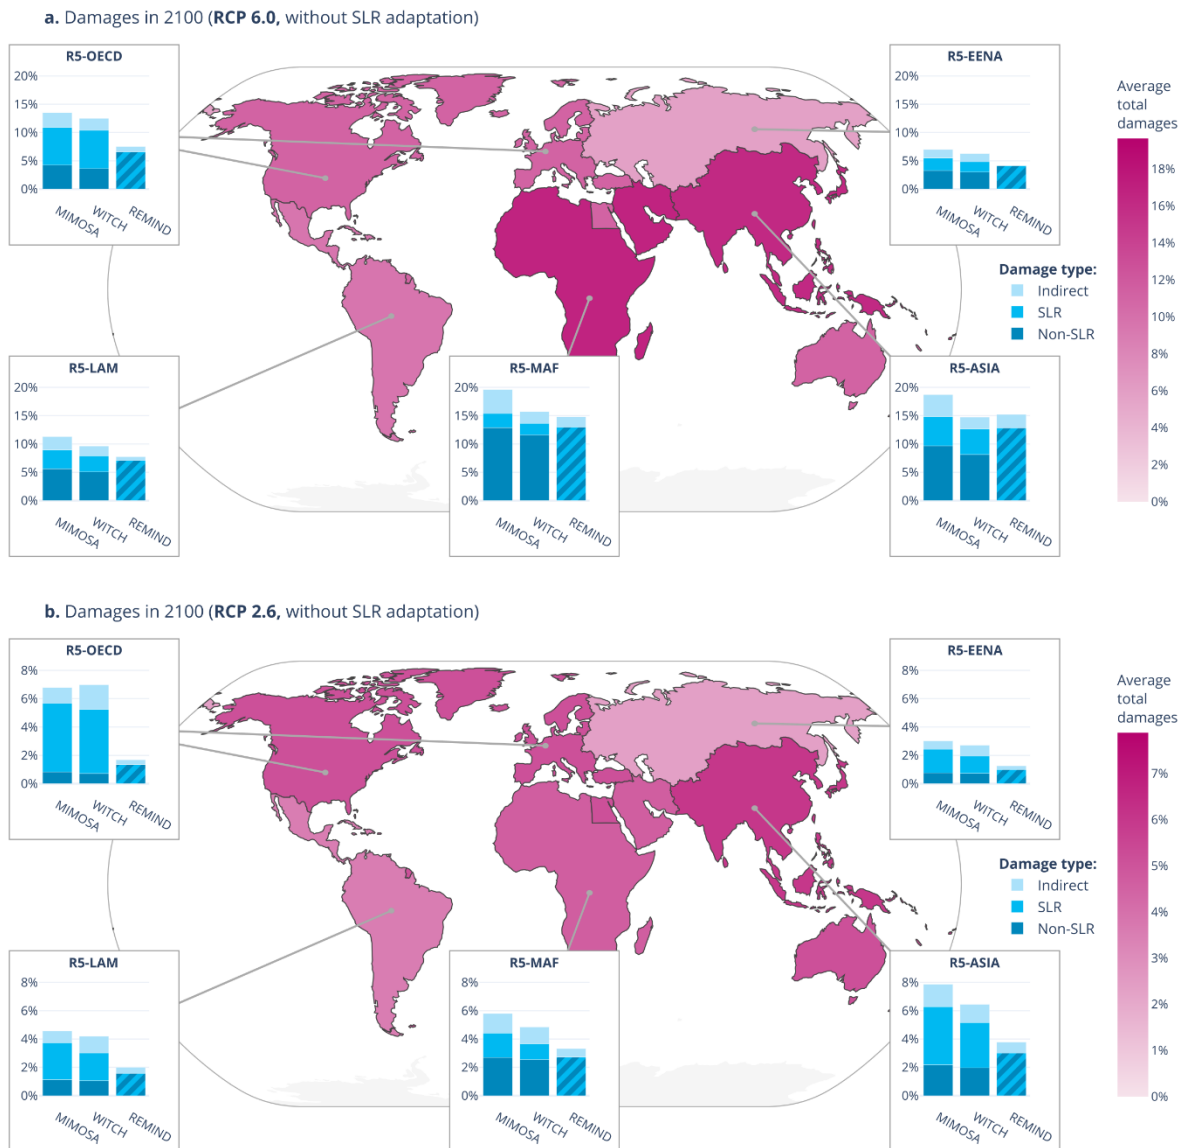 a. Damages in 2100 (RCP 6.0, without SLR adaptation)
R5-OECD
20%
15%
10%
5%
0%
MIMOSA
WITCH
REMIND
R5-EENA
20%
15%
10%
5%
0%
MIMOSA
WITCH
REMIND
Average
total
damages
18%
16%
14%
12%
10%
8%
6%
4%
2%
0%
Damage type:
Indirect
SLR
Non-SLR
R5-LAM
20%
15%
10%
5%
0%
MIMOSA
WITCH
REMIND
R5-MAF
20%
15%
10%
5%
0%
MIMOSA
WITCH
REMIND
R5-ASIA
20%
15%
10%
5%
0%
MIMOSA
WITCH
REMIND
b. Damages in 2100 (RCP 2.6, without SLR adaptation)
R5-OECD
8%
6%
4%
2%
0%
MIMOSA
WITCH
REMIND
R5-EENA
8%
6%
4%
2%
0%
MIMOSA
WITCH
REMIND
Average
total
damages
7%
6%
5%
4%
3%
2%
1%
0%
Damage type:
Indirect
SLR
Non-SLR
R5-LAM
8%
6%
4%
2%
0%
MIMOSA
WITCH
REMIND
R5-MAF
8%
6%
4%
2%
0%
MIMOSA
WITCH
REMIND
R5-ASIA
8%
6%
4%
2%
0%
MIMOSA
WITCH
REMIND